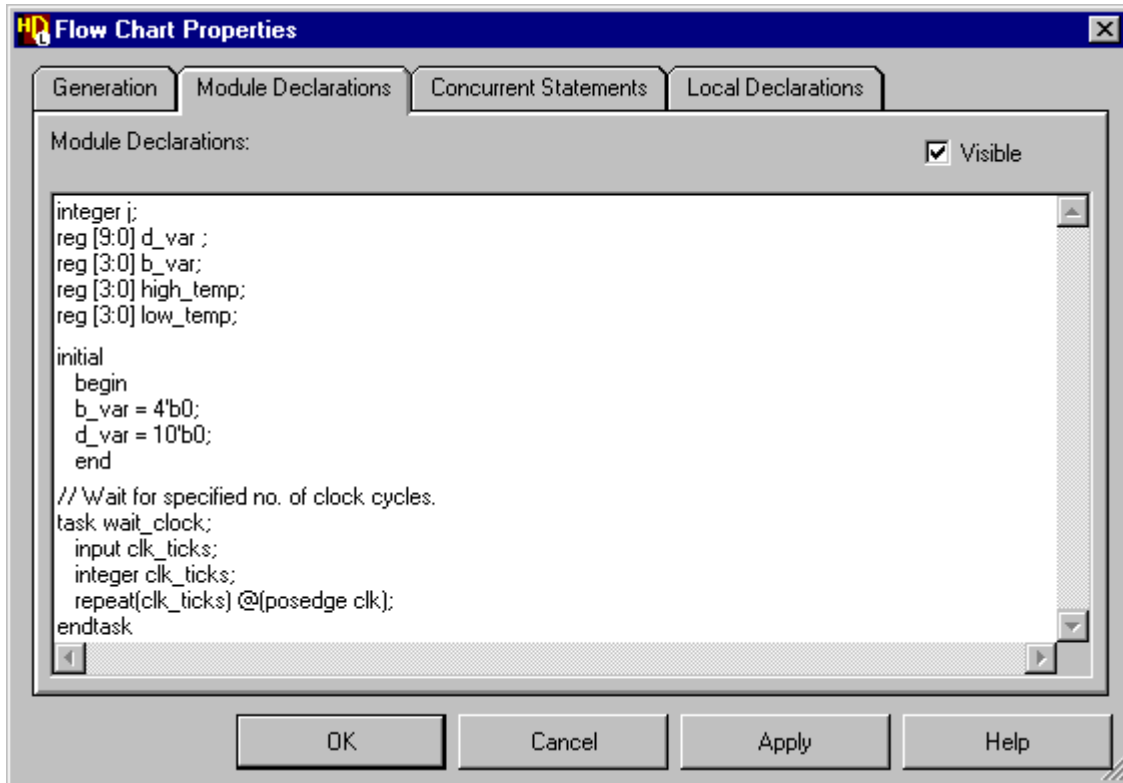 HDL Flow Chart Properties
Generation Module Declarations Concurrent Statements Local Declarations
Module Declarations: Visible
integer j;
reg [9:0] d_var ;
reg [3:0] b_var;
reg [3:0] high_temp;
reg [3:0] low_temp;
initial
begin
b_var = 4'b0;
d_var = 10'b0;
end
// Wait for specified no. of clock cycles.
task wait_clock;
input clk_ticks;
integer clk_ticks;
repeat(clk_ticks) @(posedge clk);
endtask
OK Cancel Apply Help